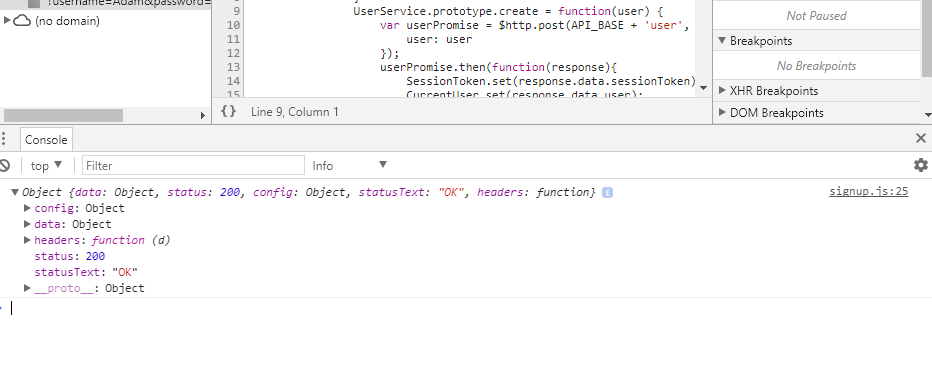 ?username=Adam&password=
(no domain)
9 UserService.prototype.create = function(user) {
10 var userPromise = $http.post(API_BASE + 'user',
11 user: user
12 });
13 userPromise.then(function(response){
14 SessionToken.set(response.data.sessionToken)
15 CurrentUser.set(response.data.user);
{} Line 9, Column 1
Not Paused
Breakpoints
No Breakpoints
XHR Breakpoints
DOM Breakpoints
Console
top Filter Info
Object {data: Object, status: 200, config: Object, statusText: "OK", headers: function} i signup.js:25
config: Object
data: Object
headers: function (d)
status: 200
statusText: "OK"
__proto__: Object